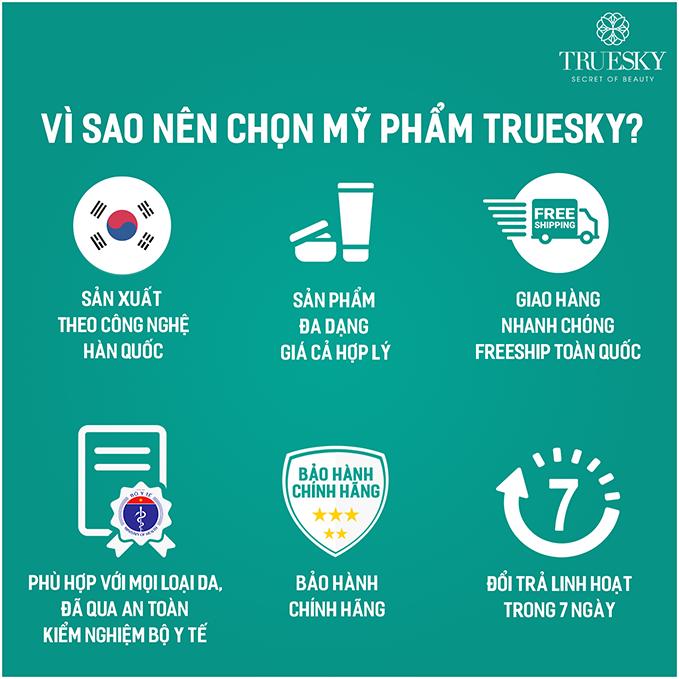 TRUESKY
SECRET OF BEAUTY
VÌ SAO NÊN CHỌN MỸ PHẨM TRUESKY?
SẢN XUẤT
THEO CÔNG NGHỆ
HÀN QUỐC
SẢN PHẨM
ĐA DẠNG
GIÁ CẢ HỢP LÝ
FREE
SHIPPING
GIAO HÀNG
NHANH CHÓNG
FREESHIP TOÀN QUỐC
BỘ Y TẾ
MINISTRY OF HEALTH
PHÙ HỢP VỚI MỌI LOẠI DA,
ĐÃ QUA AN TOÀN
KIỂM NGHIỆM BỘ Y TẾ
BẢO HÀNH
CHÍNH HÃNG
BẢO HÀNH
CHÍNH HÃNG
7
ĐỔI TRẢ LINH HOẠT
TRONG 7 NGÀY